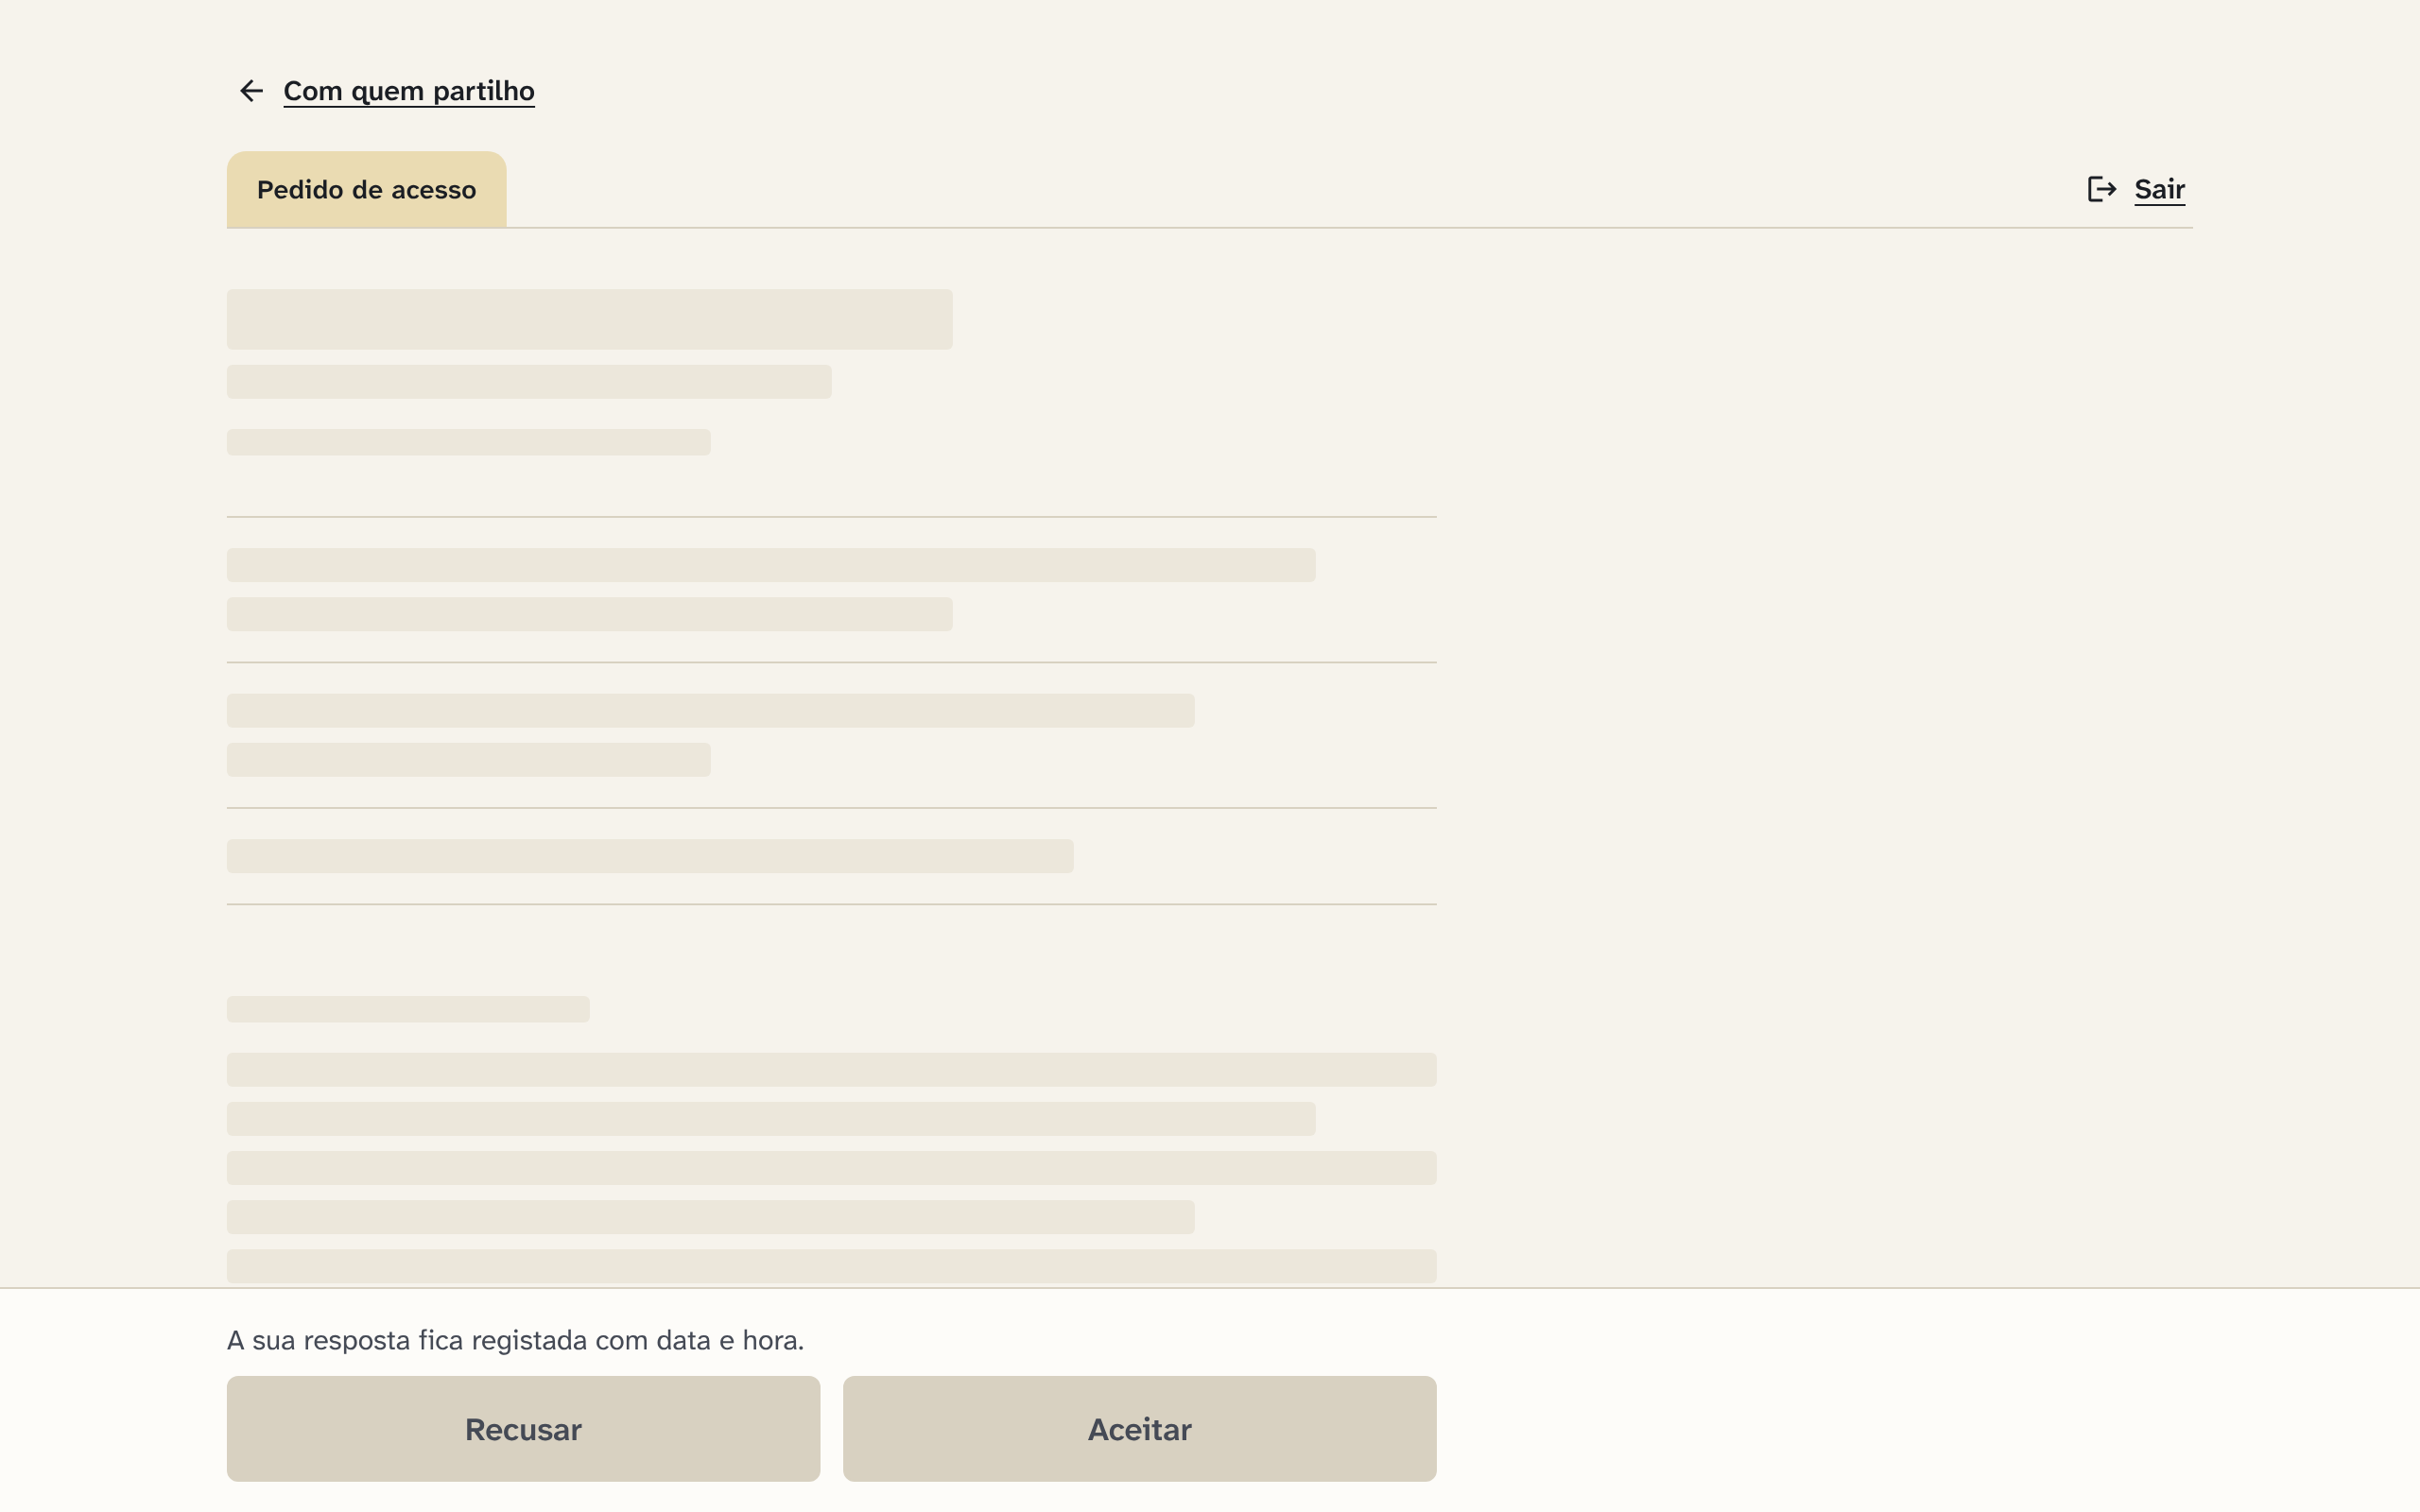 Com quem partilho
Pedido de acesso
Sair
A sua resposta fica registada com data e hora.
Recusar
Aceitar